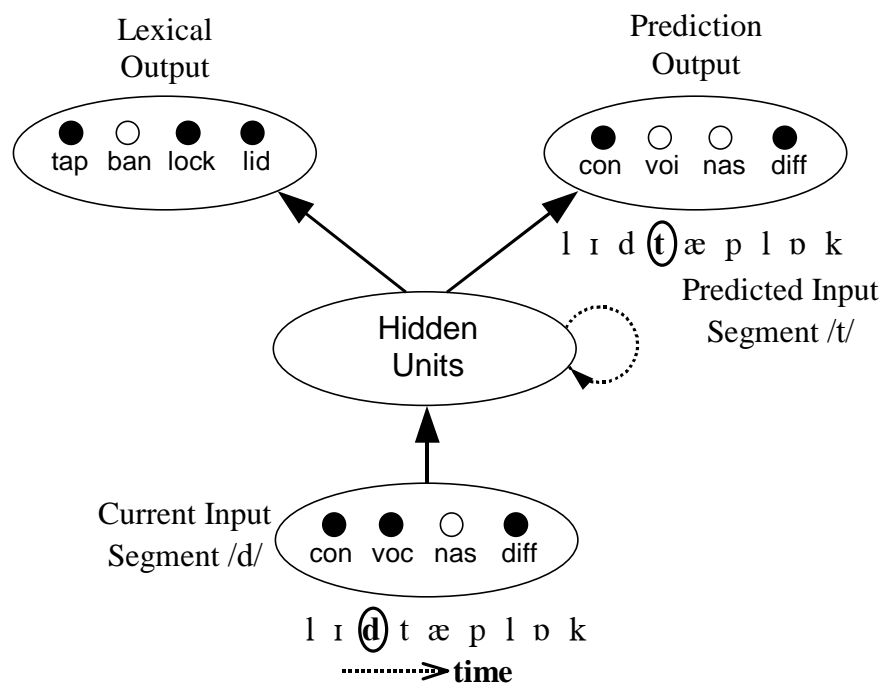 Lexical
Output
Prediction
Output
tap ban lock lid
con voi nas diff
l ɪ d t æ p l ɒ k
Predicted Input
Segment /t/
Hidden
Units
Current Input
Segment /d/
con voc nas diff
l ɪ d t æ p l ɒ k
time